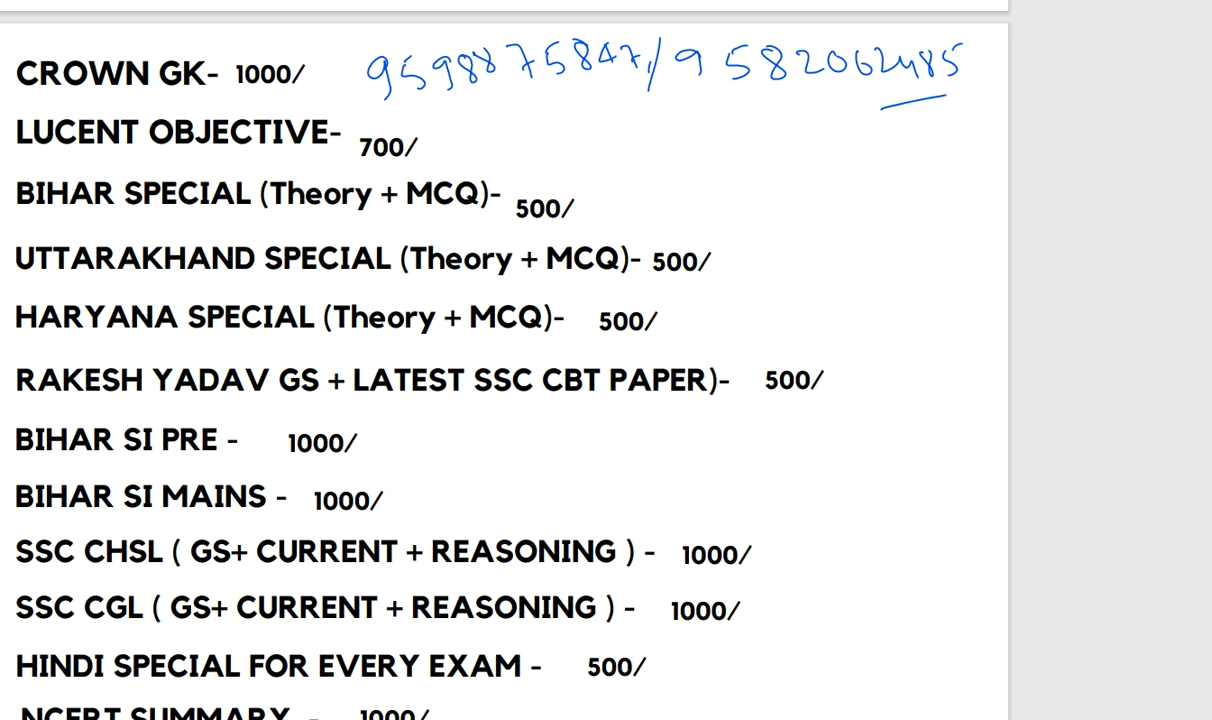 CROWN GK- 1000/ 9598875847/ 9582062485
LUCENT OBJECTIVE- 700/
BIHAR SPECIAL (Theory + MCQ)- 500/
UTTARAKHAND SPECIAL (Theory + MCQ)- 500/
HARYANA SPECIAL (Theory + MCQ)- 500/
RAKESH YADAV GS + LATEST SSC CBT PAPER)- 500/
BIHAR SI PRE - 1000/
BIHAR SI MAINS - 1000/
SSC CHSL ( GS+ CURRENT + REASONING ) - 1000/
SSC CGL ( GS+ CURRENT + REASONING ) - 1000/
HINDI SPECIAL FOR EVERY EXAM - 500/
NCERT SUMMARY - 1000/